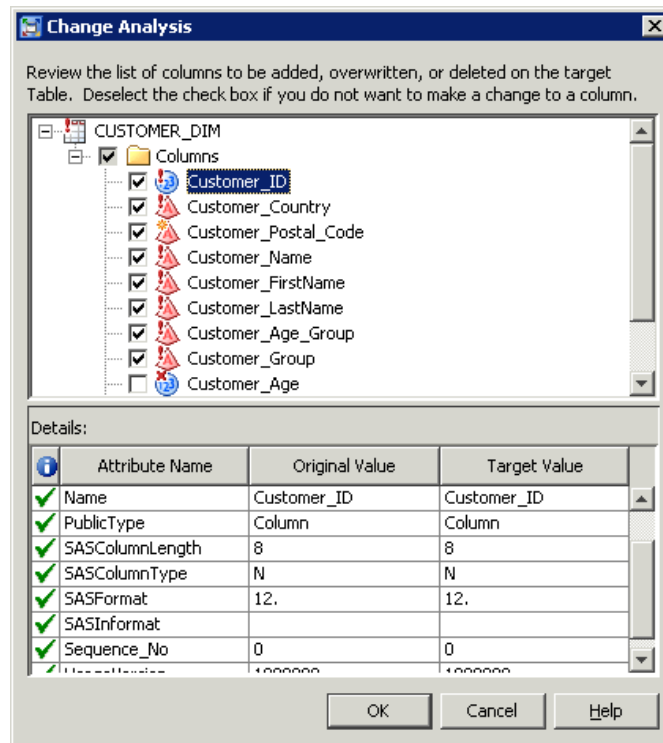 Change Analysis
Review the list of columns to be added, overwritten, or deleted on the target
Table. Deselect the check box if you do not want to make a change to a column.
CUSTOMER_DIM
Columns
Customer_ID
Customer_Country
Customer_Postal_Code
Customer_Name
Customer_FirstName
Customer_LastName
Customer_Age_Group
Customer_Group
Customer_Age
Details:
Attribute Name Original Value Target Value
Name Customer_ID Customer_ID
PublicType Column Column
SASColumnLength 8 8
SASColumnType N N
SASFormat 12. 12.
SASInformat
Sequence_No 0 0
OK Cancel Help